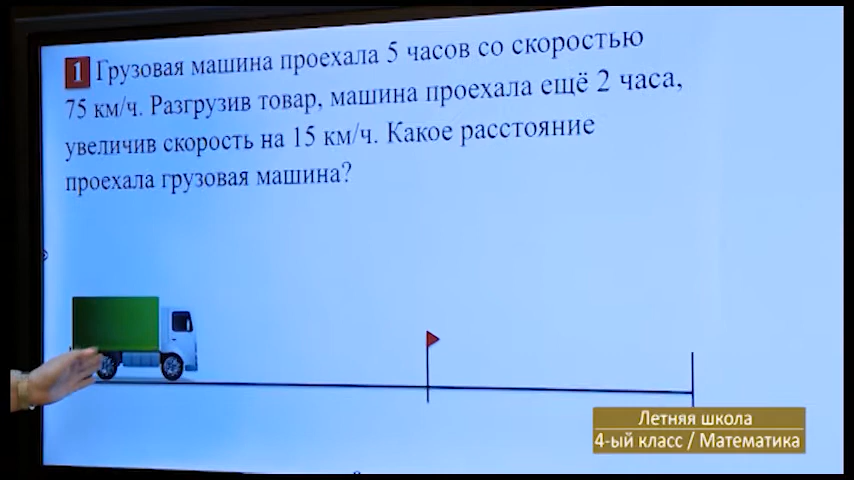 1 Грузовая машина проехала 5 часов со скоростью
75 км/ч. Разгрузив товар, машина проехала ещё 2 часа,
увеличив скорость на 15 км/ч. Какое расстояние
проехала грузовая машина?
Летняя школа
4-ый класс / Математика